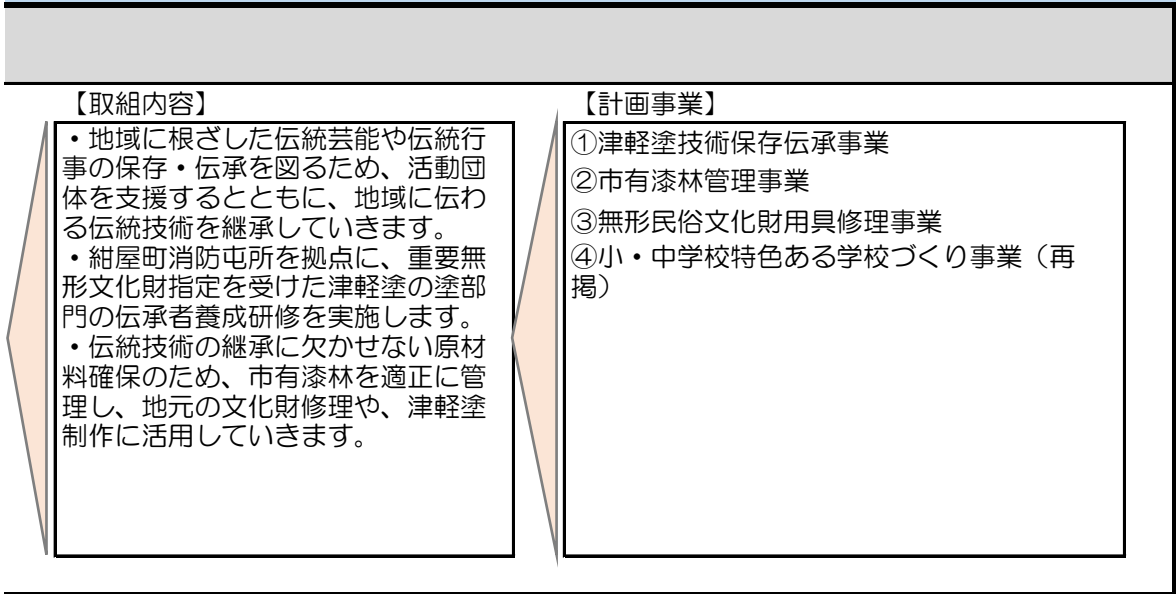 【取組内容】
・地域に根ざした伝統芸能や伝統行
事の保存・伝承を図るため、活動団
体を支援するとともに、地域に伝わ
る伝統技術を継承していきます。
・紺屋町消防屯所を拠点に、重要無
形文化財指定を受けた津軽塗の塗部
門の伝承者養成研修を実施します。
・伝統技術の継承に欠かせない原材
料確保のため、市有漆林を適正に管
理し、地元の文化財修理や、津軽塗
制作に活用していきます。
【計画事業】
①津軽塗技術保存伝承事業
②市有漆林管理事業
③無形民俗文化財用具修理事業
④小・中学校特色ある学校づくり事業（再
掲）